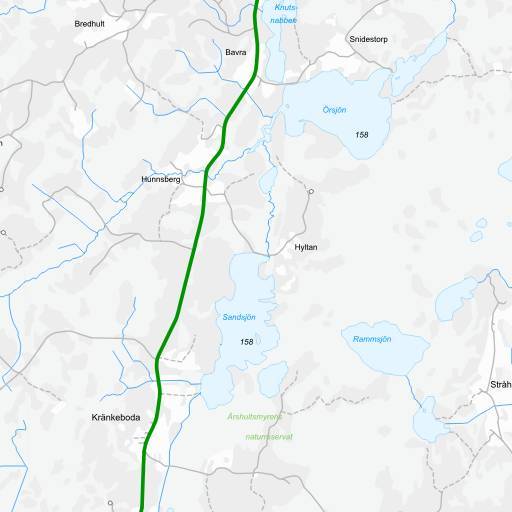 Knuts-
nabben
Bredhult
Snidestorp
Bavra
Örsjön
158
Hunnsberg
Hyltan
Sandsjön
158
Rammsjön
Stråh
Kränkeboda
Årshultsmyrens
naturreservat